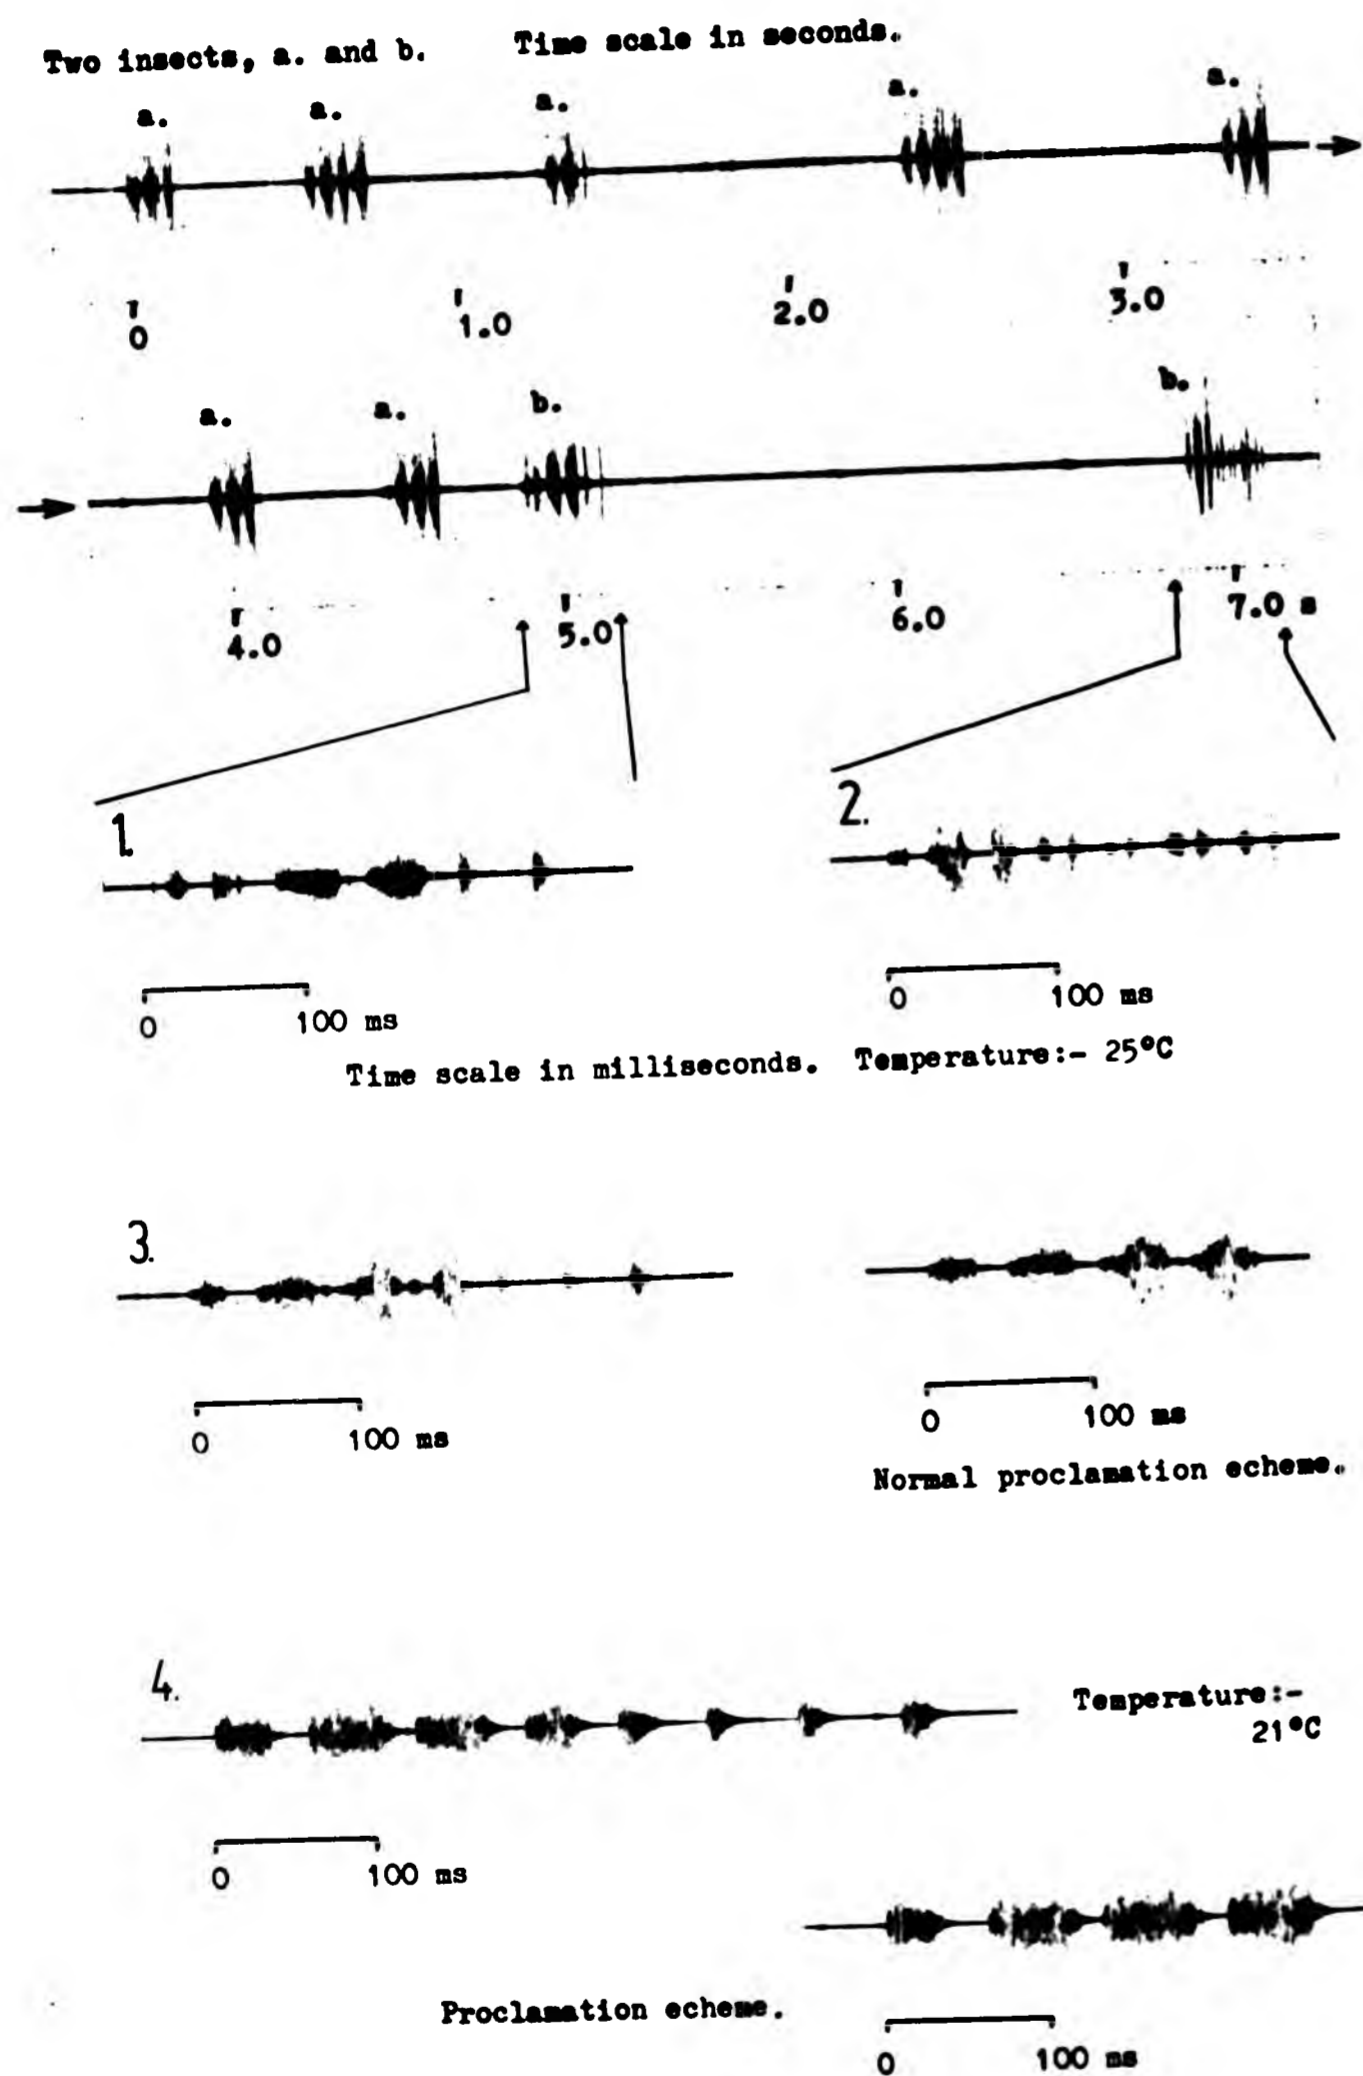 Two insects, a. and b. Time scale in seconds.
a. a. a. a. a.
0 1.0 2.0 3.0
a. a. b. b.
4.0 5.0 6.0 7.0 s
1. 2.
0 100 ms 0 100 ms
Time scale in milliseconds. Temperature:- 25°C
3.
0 100 ms 0 100 ms
Normal proclamation echeme.
4. Temperature:-
21°C
0 100 ms
Proclamation echeme.
0 100 ms